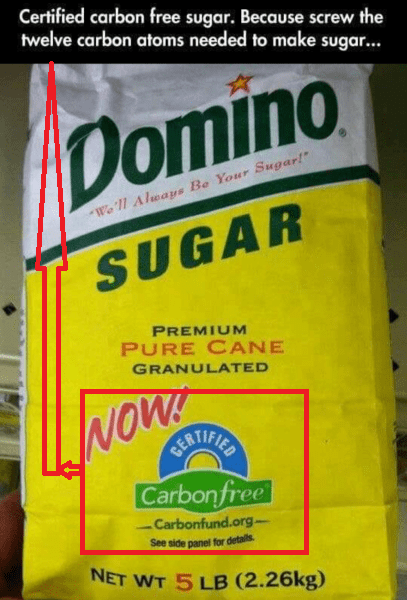 Certified carbon free sugar. Because screw the
twelve carbon atoms needed to make sugar...
Domino®
"We'll Always Be Your Sugar!"
SUGAR
PREMIUM
PURE CANE
GRANULATED
NOW!
CERTIFIED
Carbonfree
Carbonfund.org
See side panel for details.
NET WT 5 LB (2.26kg)